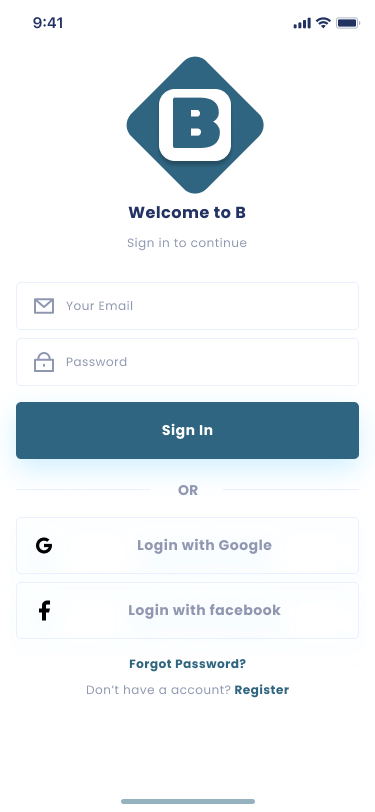 9:41
B
Welcome to B
Sign in to continue
Your Email
Password
Sign In
OR
G
Login with Google
f
Login with facebook
Forgot Password?
Don't have a account? Register